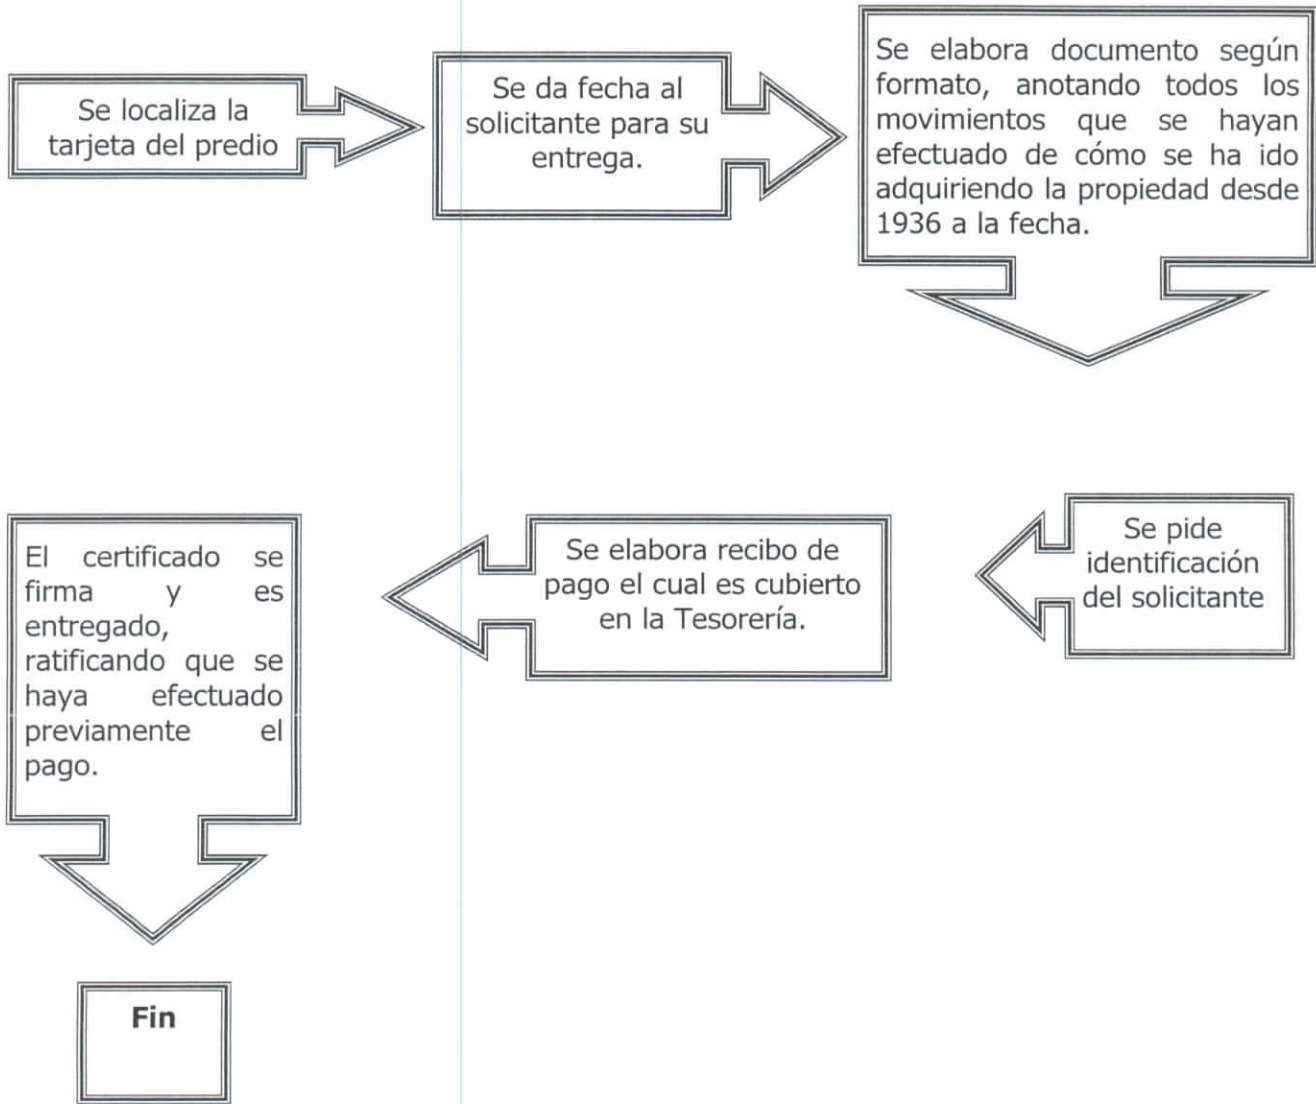 Se localiza la
tarjeta del predio
Se da fecha al
solicitante para su
entrega.
Se elabora documento según
formato, anotando todos los
movimientos que se hayan
efectuado de cómo se ha ido
adquiriendo la propiedad desde
1936 a la fecha.
Se pide
identificación
del solicitante
Se elabora recibo de
pago el cual es cubierto
en la Tesorería.
El certificado se
firma y es
entregado,
ratificando que se
haya efectuado
previamente el
pago.
Fin